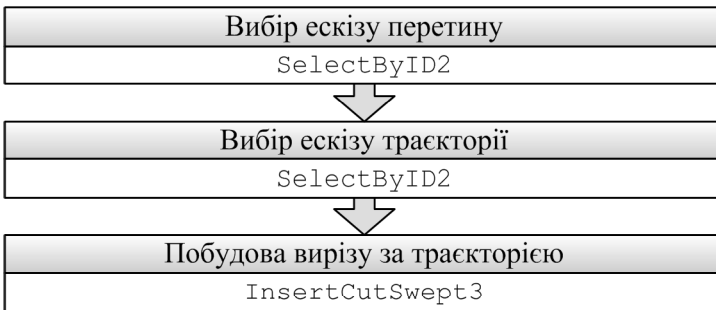 Вибір ескізу перетину
SelectByID2
Вибір ескізу траєкторії
SelectByID2
Побудова вирізу за траєкторією
InsertCutSwept3